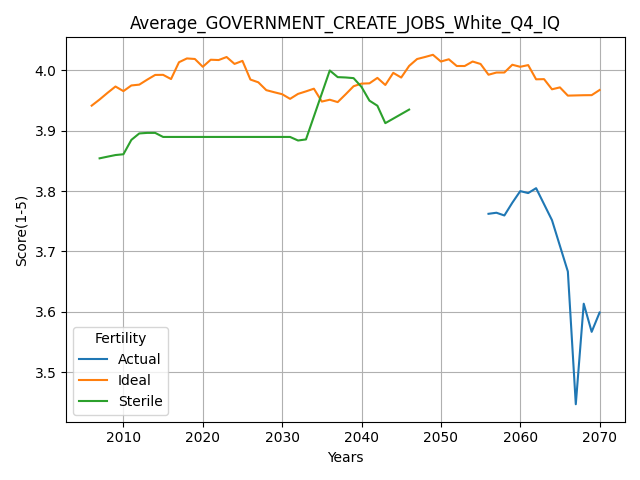 Average_GOVERNMENT_CREATE_JOBS_White_Q4_IQ
4.0
3.9
3.8
3.7
3.6
3.5
Score(1-5)
Fertility
Actual
Ideal
Sterile
2010 2020 2030 2040 2050 2060 2070
Years